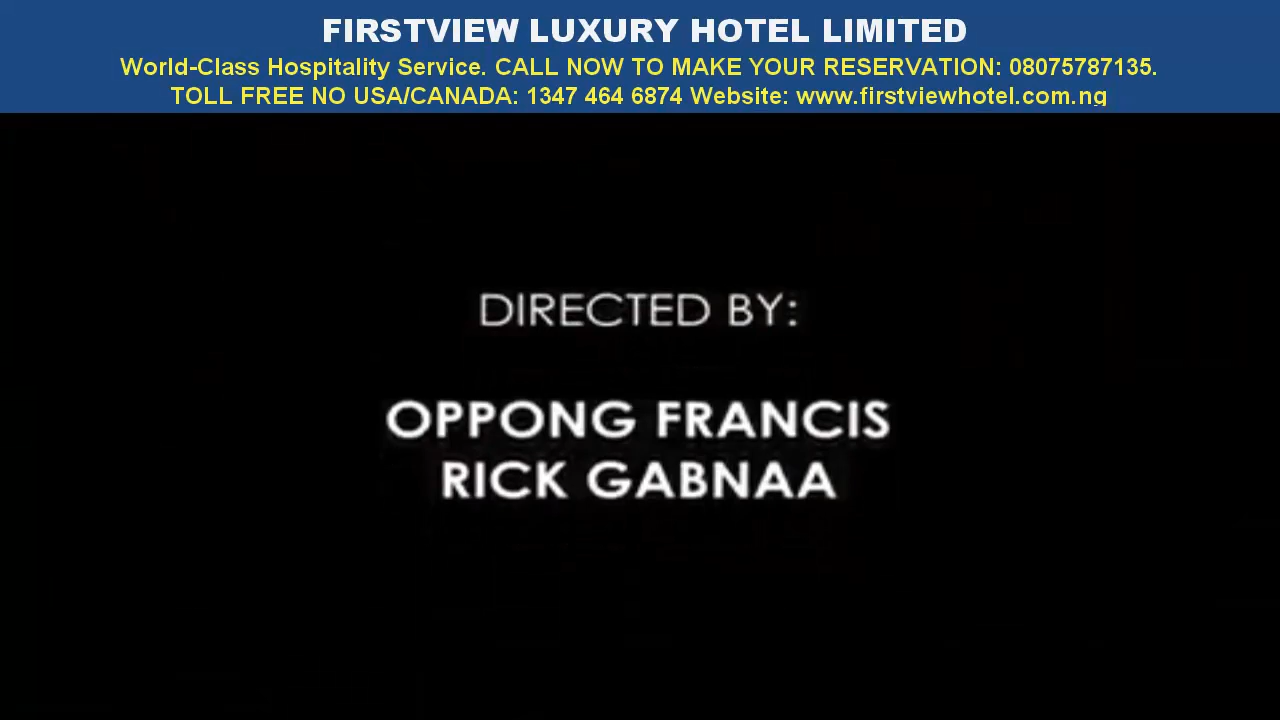 FIRSTVIEW LUXURY HOTEL LIMITED
World-Class Hospitality Service. CALL NOW TO MAKE YOUR RESERVATION: 08075787135.
TOLL FREE NO USA/CANADA: 1347 464 6874 Website: www.firstviewhotel.com.ng
DIRECTED BY:
OPPONG FRANCIS
RICK GABNAA